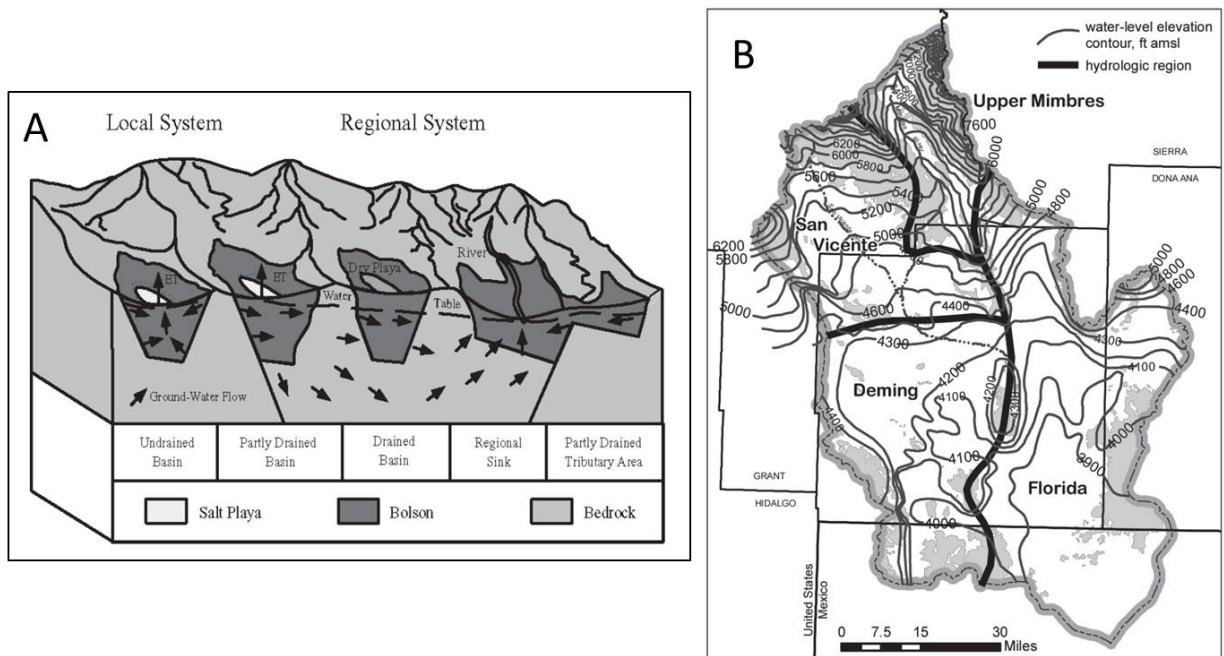 A
Local System
Regional System
River
Dry Playa
ET
ET
Water
Table
Ground-Water Flow
Undrained
Basin
Partly Drained
Basin
Drained
Basin
Regional
Sink
Partly Drained
Tributary Area
Salt Playa
Bolson
Bedrock
B
water-level elevation
contour, ft amsl
hydrologic region
Upper Mimbres
7600
6000
SIERRA
DONA ANA
6200
6000
5800
5600
5400
5200
5000
5000
4800
San
Vicente
6200
5800
5000
5000
4800
4600
4400
4600
4400
4300
4300
4100
4200
4200
4300
4100
Deming
4400
4000
3900
4100
Florida
4000
GRANT
HIDALGO
United States
Mexico
0 7.5 15 30
Miles